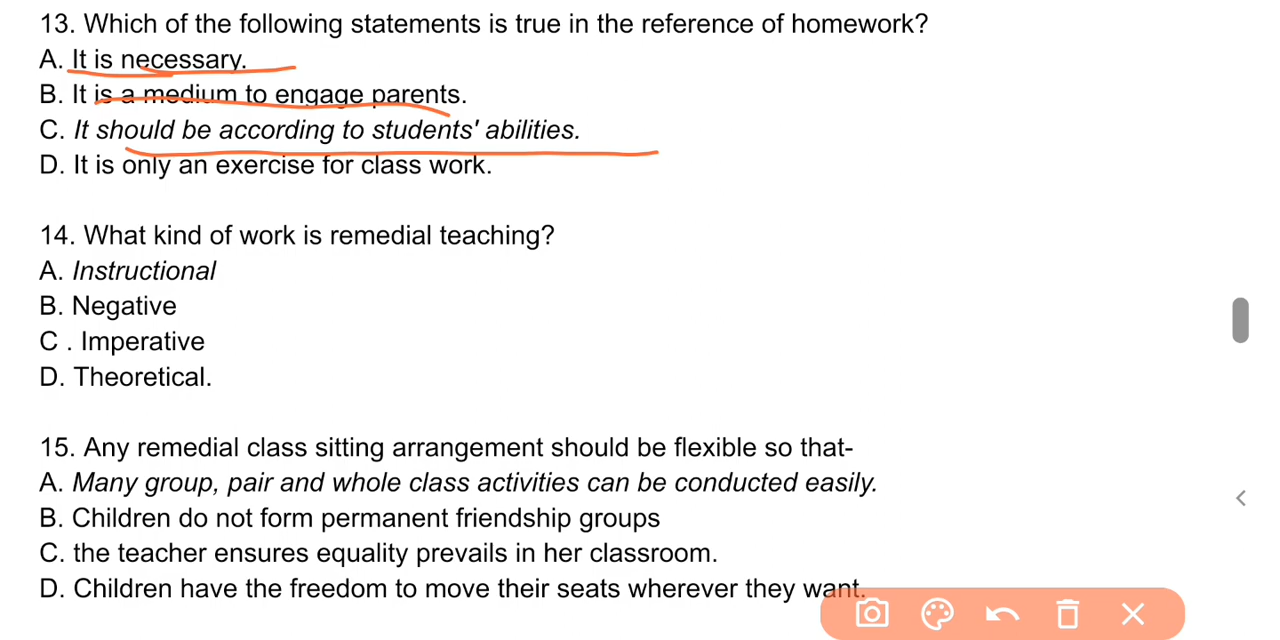 13. Which of the following statements is true in the reference of homework?
A. It is necessary.
B. It is a medium to engage parents.
C. It should be according to students' abilities.
D. It is only an exercise for class work.
14. What kind of work is remedial teaching?
A. Instructional
B. Negative
C . Imperative
D. Theoretical.
15. Any remedial class sitting arrangement should be flexible so that-
A. Many group, pair and whole class activities can be conducted easily.
B. Children do not form permanent friendship groups
C. the teacher ensures equality prevails in her classroom.
D. Children have the freedom to move their seats wherever they want.